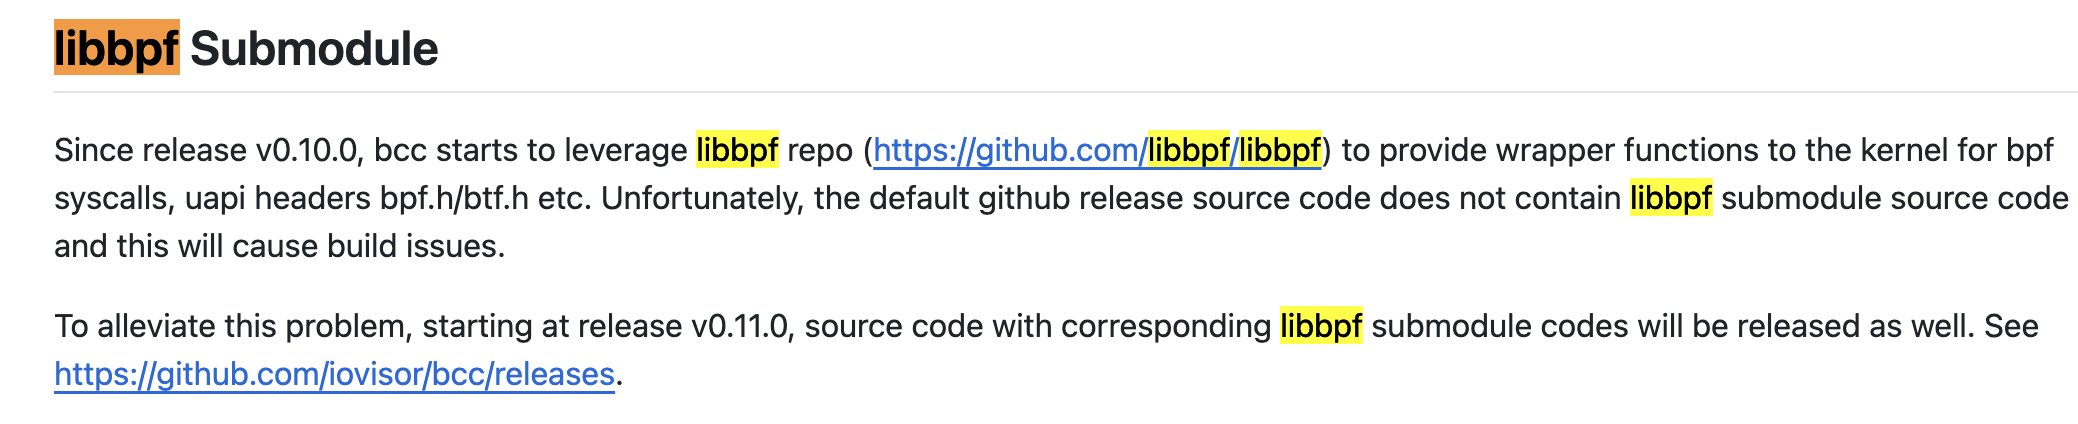 libbpf Submodule
Since release v0.10.0, bcc starts to leverage libbpf repo (https://github.com/libbpf/libbpf) to provide wrapper functions to the kernel for bpf
syscalls, uapi headers bpf.h/btf.h etc. Unfortunately, the default github release source code does not contain libbpf submodule source code
and this will cause build issues.
To alleviate this problem, starting at release v0.11.0, source code with corresponding libbpf submodule codes will be released as well. See
https://github.com/iovisor/bcc/releases.